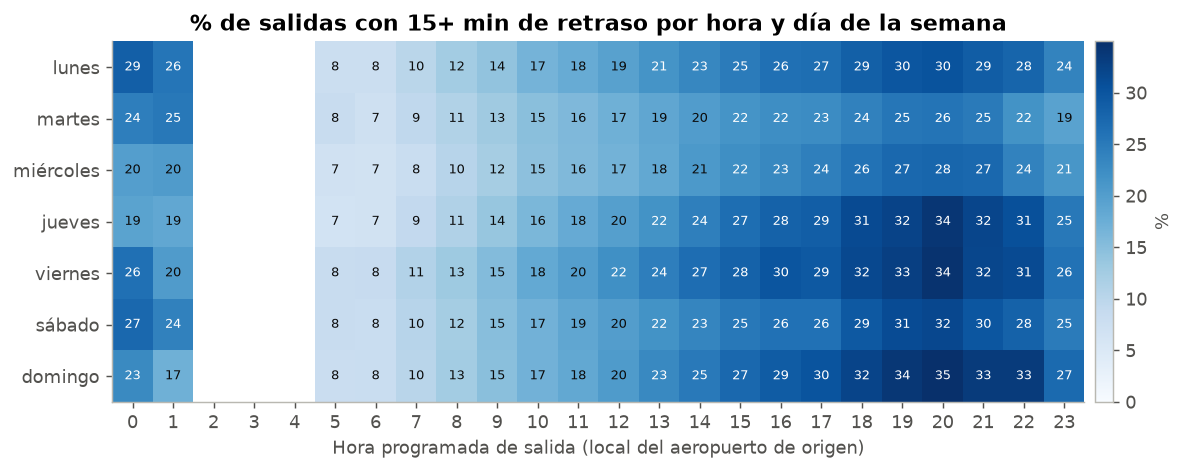 % de salidas con 15+ min de retraso por hora y día de la semana
lunes 29 26 8 8 10 12 14 17 18 19 21 23 25 26 27 29 30 30 29 28 24
martes 24 25 8 7 9 11 13 15 16 17 19 20 22 22 23 24 25 26 25 22 19
miércoles 20 20 7 7 8 10 12 15 16 17 18 21 22 23 24 26 27 28 27 24 21
jueves 19 19 7 7 9 11 14 16 18 20 22 24 27 28 29 31 32 34 32 31 25
viernes 26 20 8 8 11 13 15 18 20 22 24 27 28 30 29 32 33 34 32 31 26
sábado 27 24 8 8 10 12 15 17 19 20 22 23 25 26 26 29 31 32 30 28 25
domingo 23 17 8 8 10 13 15 17 18 20 23 25 27 29 30 32 34 35 33 33 27
0 1 2 3 4 5 6 7 8 9 10 11 12 13 14 15 16 17 18 19 20 21 22 23
Hora programada de salida (local del aeropuerto de origen)
30
25
20
15
10
5
0
%